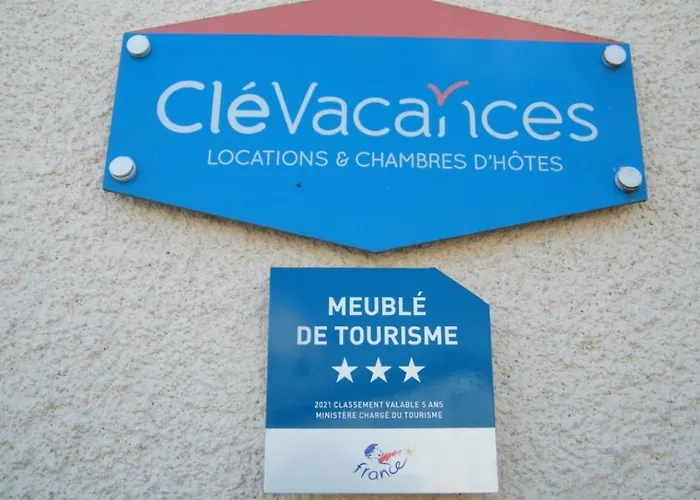 CléVacances
LOCATIONS & CHAMBRES D'HÔTES
MEUBLÉ
DE TOURISME
2021 CLASSEMENT VALABLE 5 ANS
MINISTÈRE CHARGÉ DU TOURISME
france